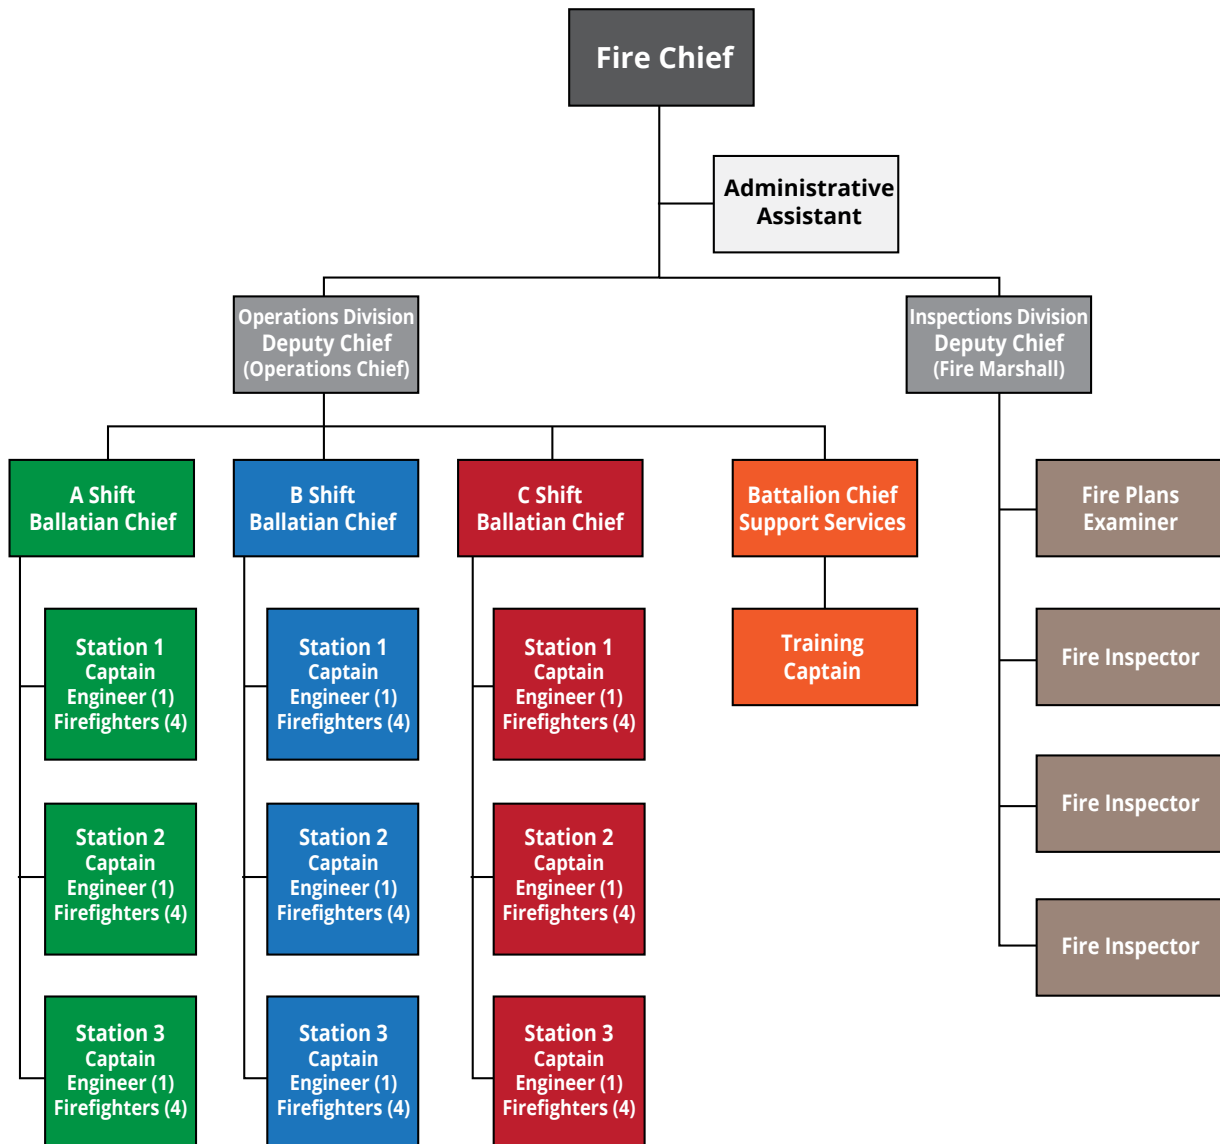 Fire Chief
Administrative
Assistant
Operations Division
Deputy Chief
(Operations Chief)
Inspections Division
Deputy Chief
(Fire Marshall)
A Shift
Ballatian Chief
B Shift
Ballatian Chief
C Shift
Ballatian Chief
Battalion Chief
Support Services
Fire Plans
Examiner
Station 1
Captain
Engineer (1)
Firefighters (4)
Station 1
Captain
Engineer (1)
Firefighters (4)
Station 1
Captain
Engineer (1)
Firefighters (4)
Training
Captain
Fire Inspector
Station 2
Captain
Engineer (1)
Firefighters (4)
Station 2
Captain
Engineer (1)
Firefighters (4)
Station 2
Captain
Engineer (1)
Firefighters (4)
Fire Inspector
Station 3
Captain
Engineer (1)
Firefighters (4)
Station 3
Captain
Engineer (1)
Firefighters (4)
Station 3
Captain
Engineer (1)
Firefighters (4)
Fire Inspector